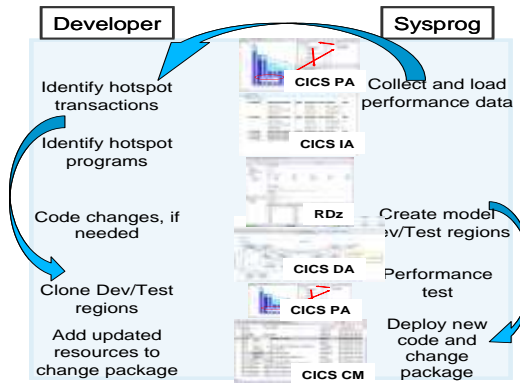 Developer
Sysprog
CICS PA
Identify hotspot
transactions
Collect and load
performance data
CICS IA
Identify hotspot
programs
RDz
Code changes, if
needed
Create model
ev/Test regions
CICS DA
Clone Dev/Test
regions
Performance
test
CICS PA
Add updated
resources to
change package
Deploy new
code and
change
package
CICS CM